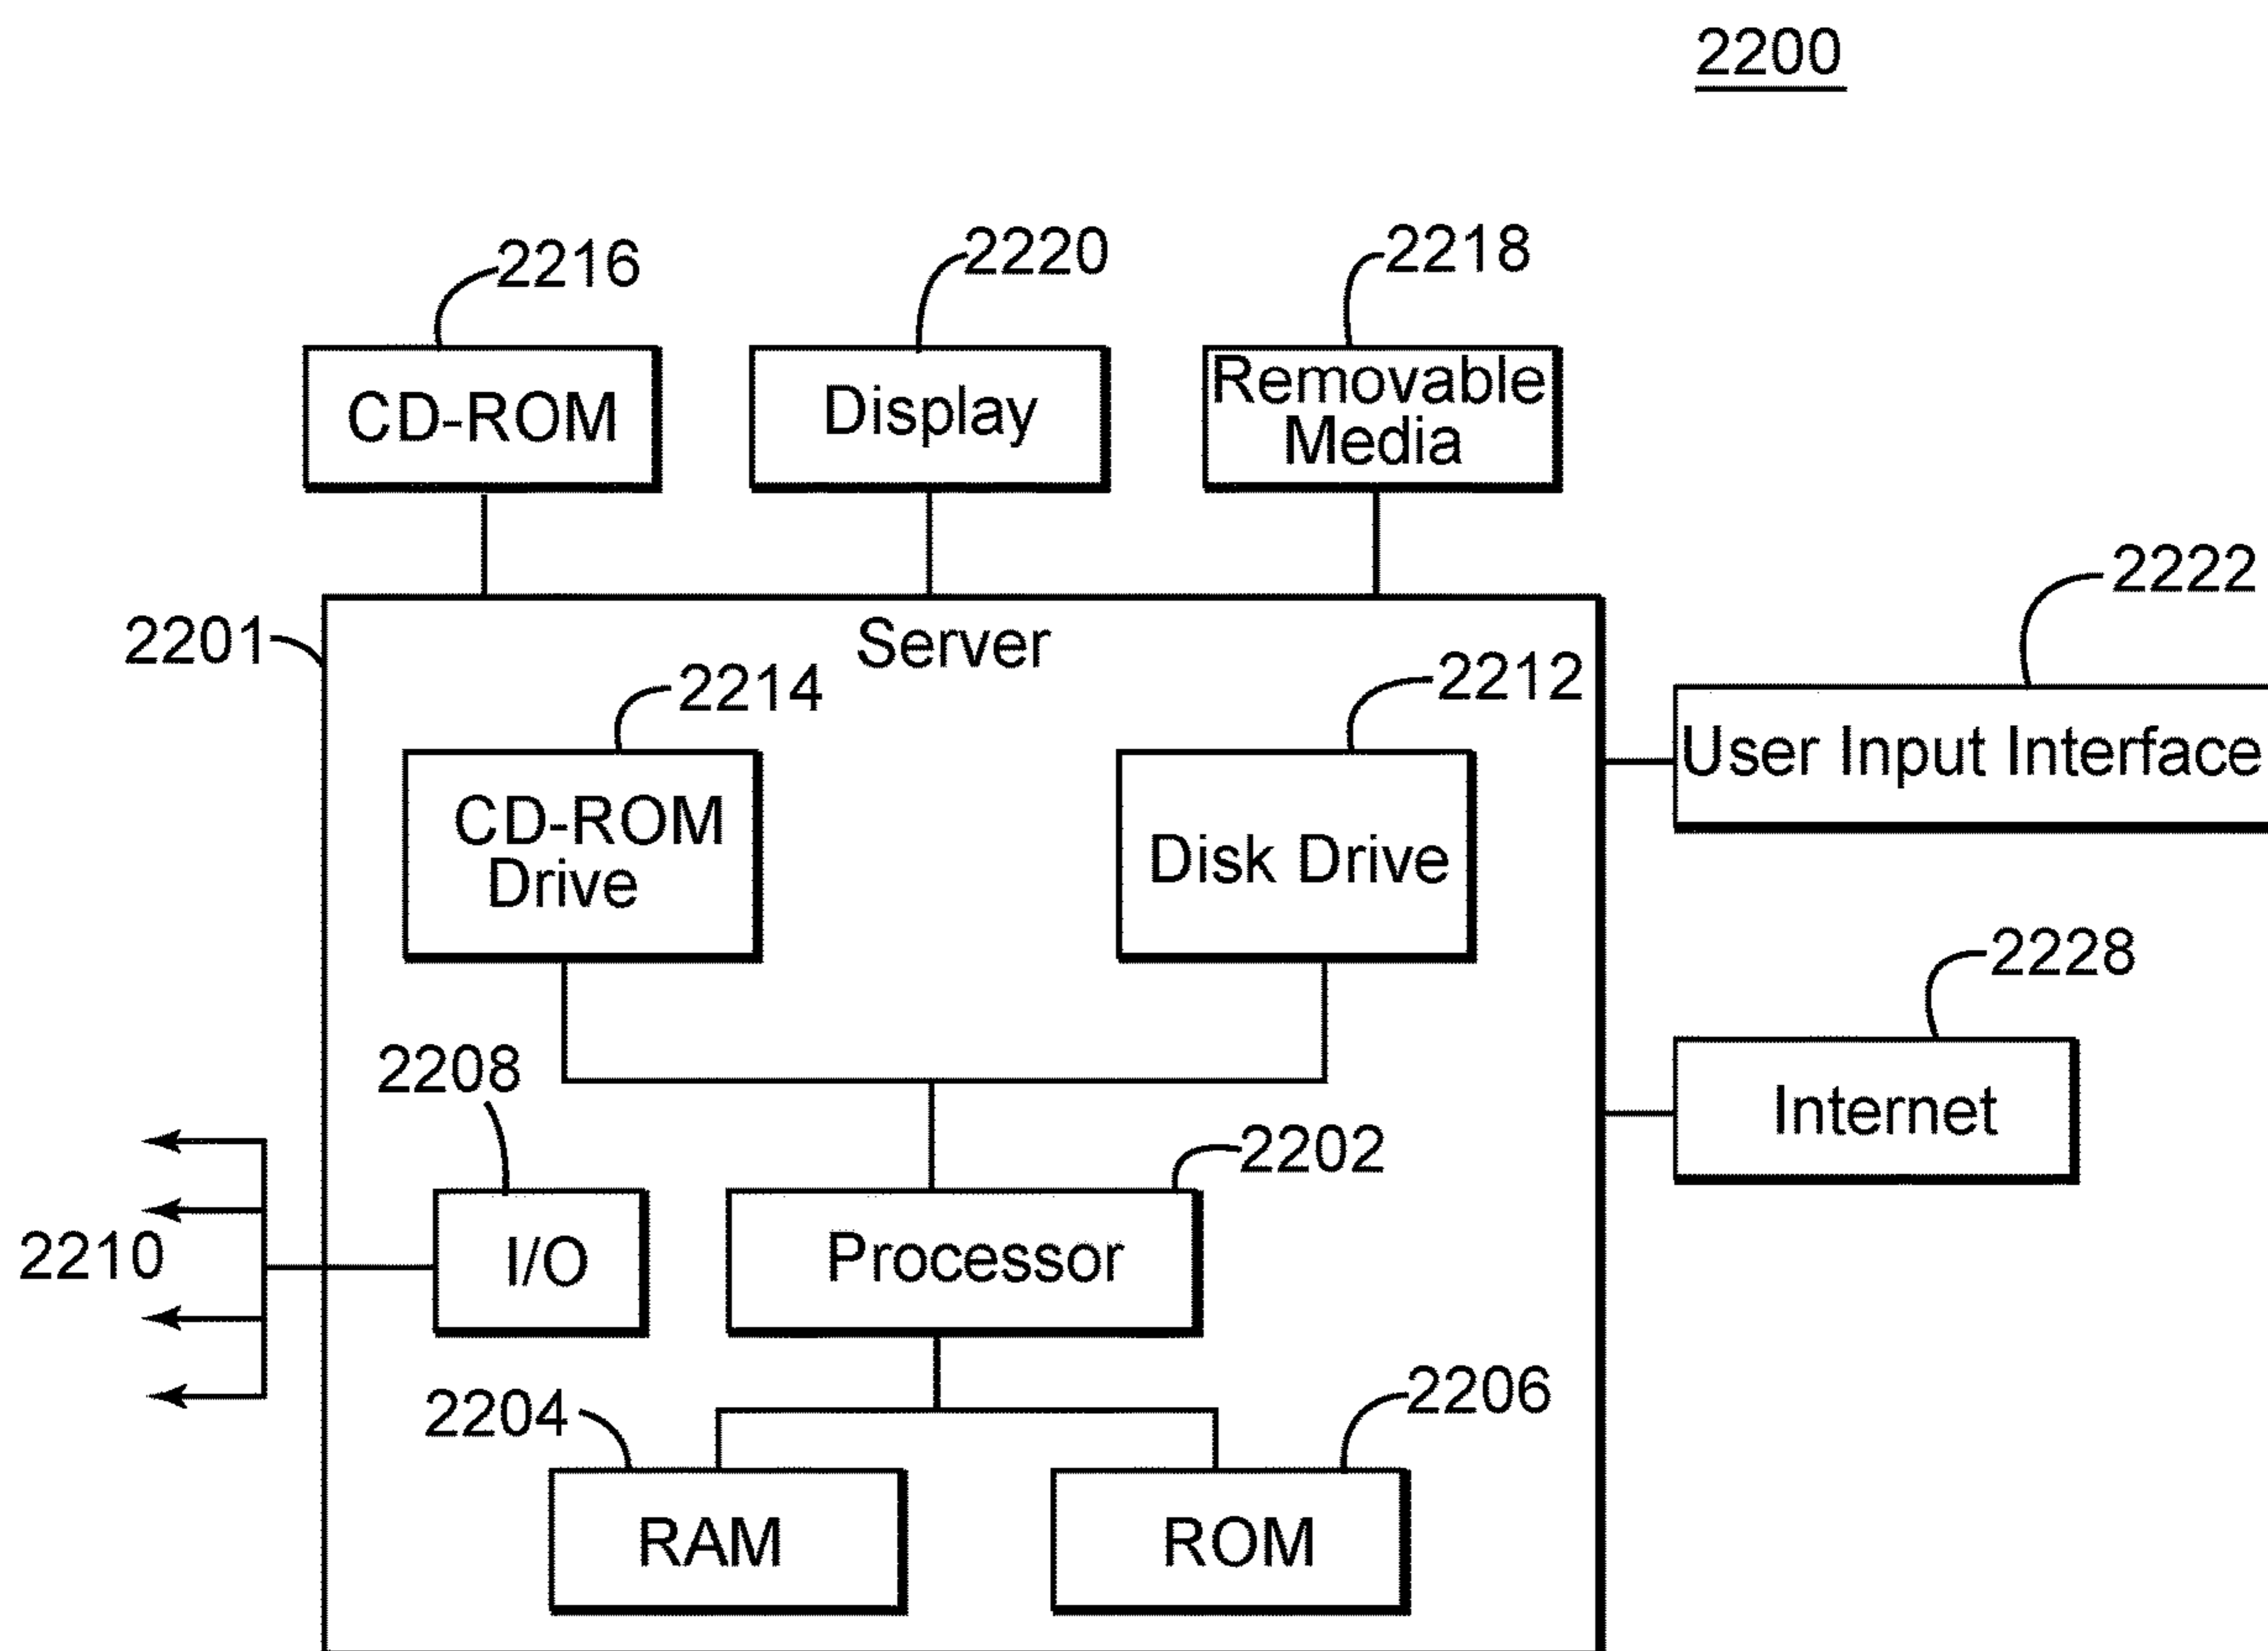 2200
2216
2220
2218
CD-ROM
Display
Removable
Media
2222
2201
Server
2214
2212
User Input Interface
CD-ROM
Drive
Disk Drive
2228
2208
Internet
2202
2210
I/O
Processor
2204
2206
RAM
ROM